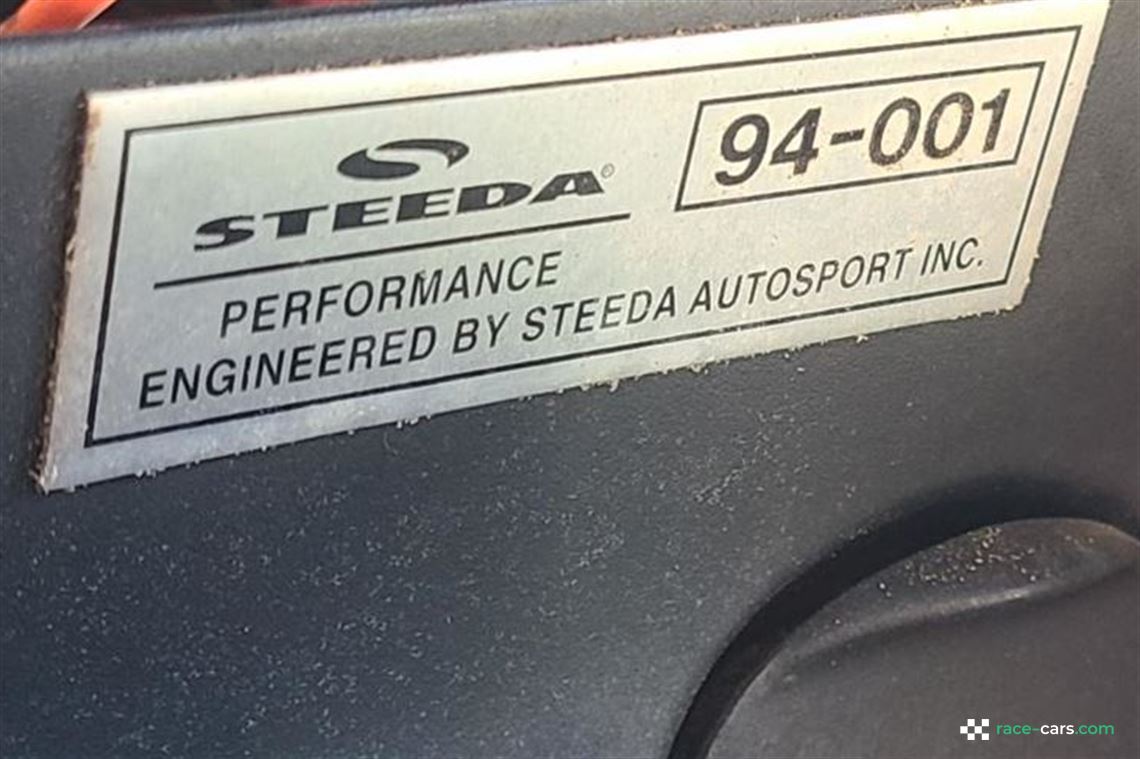 STEEDA®
94-001
PERFORMANCE
ENGINEERED BY STEEDA AUTOSPORT INC.
race-cars.com